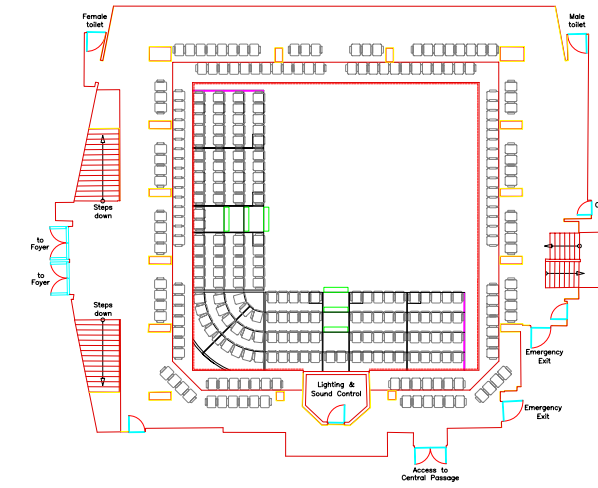 Female
toilet
Male
toilet
Steps
down
to
Foyer
to
Foyer
Steps
down
Emergency
Exit
Lighting &
Sound Control
Emergency
Exit
Access to
Central Passage